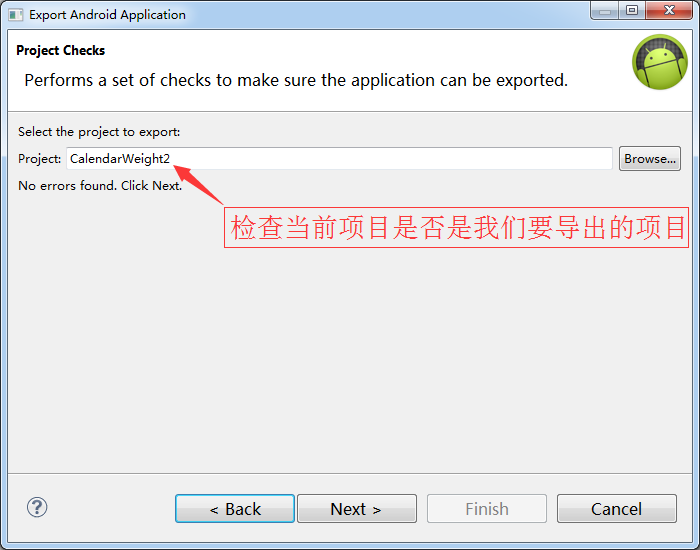 Export Android Application
Project Checks
Performs a set of checks to make sure the application can be exported.
Select the project to export:
Project: CalendarWeight2 Browse...
No errors found. Click Next.
检查当前项目是否是我们要导出的项目
? < Back Next > Finish Cancel